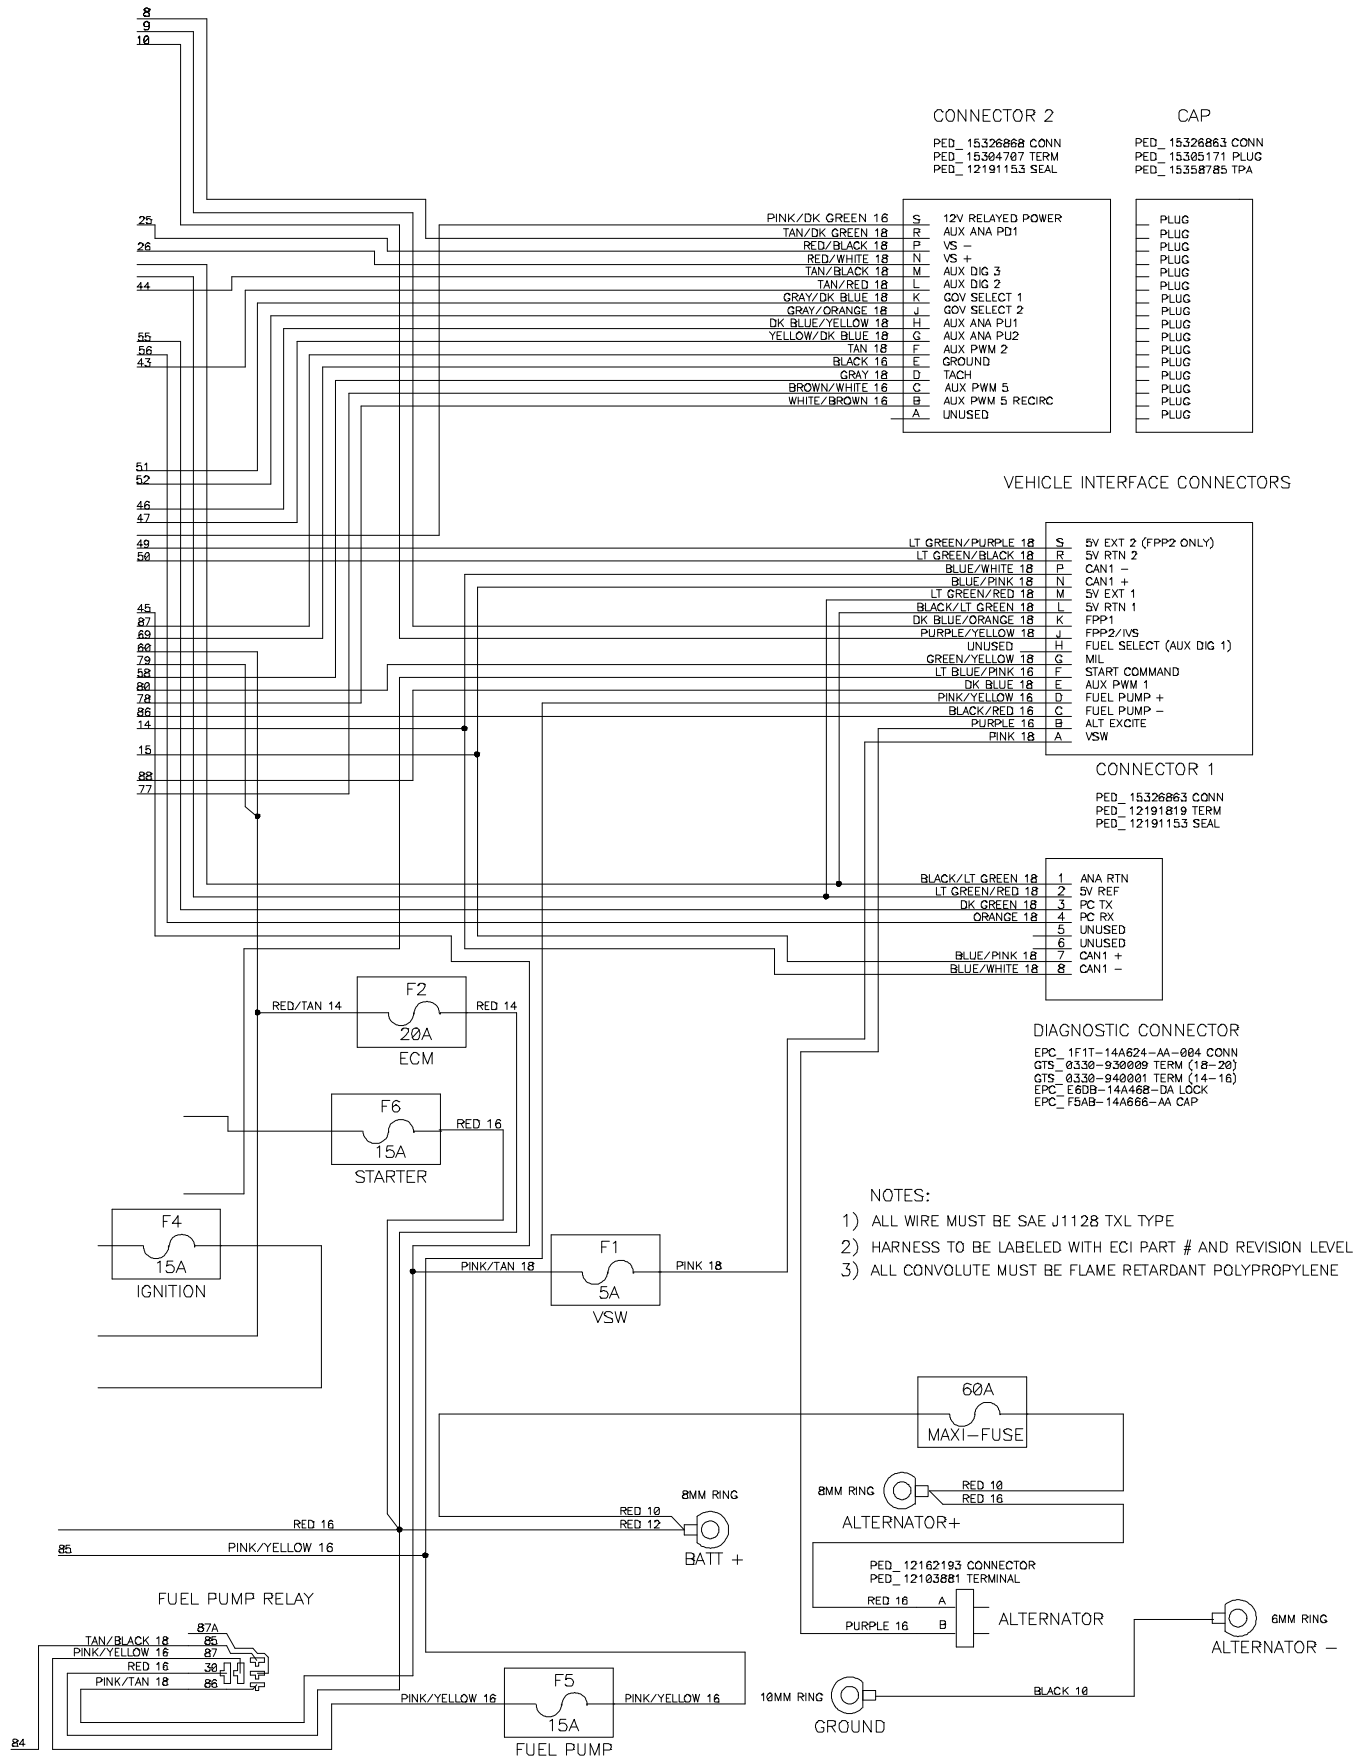 8
9
10
CONNECTOR 2
PED_ 15326868 CONN
PED_ 15304707 TERM
PED_ 12191153 SEAL
CAP
PED_ 15326863 CONN
PED_ 15305171 PLUG
PED_ 15358785 TPA
25
26
44
55
56
43
51
52
46
47
49
50
45
87
69
60
79
58
80
78
86
14
15
88
77
PINK/DK GREEN 16 S 12V RELAYED POWER PLUG
TAN/DK GREEN 18 R AUX ANA PD1 PLUG
RED/BLACK 18 P VS - PLUG
RED/WHITE 18 N VS + PLUG
TAN/BLACK 18 M AUX DIG 3 PLUG
TAN/RED 18 L AUX DIG 2 PLUG
GRAY/DK BLUE 18 K GOV SELECT 1 PLUG
GRAY/ORANGE 18 J GOV SELECT 2 PLUG
DK BLUE/YELLOW 18 H AUX ANA PU1 PLUG
YELLOW/DK BLUE 18 G AUX ANA PU2 PLUG
TAN 18 F AUX PWM 2 PLUG
BLACK 16 E GROUND PLUG
GRAY 18 D TACH PLUG
BROWN/WHITE 16 C AUX PWM 5 PLUG
WHITE/BROWN 16 B AUX PWM 5 RECIRC PLUG
A UNUSED PLUG
VEHICLE INTERFACE CONNECTORS
LT GREEN/PURPLE 18 S 5V EXT 2 (FPP2 ONLY)
LT GREEN/BLACK 18 R 5V RTN 2
BLUE/WHITE 18 P CAN1 -
BLUE/PINK 18 N CAN1 +
LT GREEN/RED 18 M 5V EXT 1
BLACK/LT GREEN 18 L 5V RTN 1
DK BLUE/ORANGE 18 K FPP1
PURPLE/YELLOW 18 J FPP2/IVS
UNUSED H FUEL SELECT (AUX DIG 1)
GREEN/YELLOW 18 G MIL
LT BLUE/PINK 16 F START COMMAND
DK BLUE 18 E AUX PWM 1
PINK/YELLOW 16 D FUEL PUMP +
BLACK/RED 16 C FUEL PUMP -
PURPLE 16 B ALT EXCITE
PINK 18 A VSW
CONNECTOR 1
PED_ 15326863 CONN
PED_ 12191819 TERM
PED_ 12191153 SEAL
BLACK/LT GREEN 18 1 ANA RTN
LT GREEN/RED 18 2 5V REF
DK GREEN 18 3 PC TX
ORANGE 18 4 PC RX
5 UNUSED
6 UNUSED
BLUE/PINK 18 7 CAN1 +
BLUE/WHITE 18 8 CAN1 -
DIAGNOSTIC CONNECTOR
EPC_ 1F1T-14A624-AA-004 CONN
GTS_ 0330-930009 TERM (18-20)
GTS_ 0330-940001 TERM (14-16)
EPC_ E6DB-14A468-DA LOCK
EPC_ F5AB-14A666-AA CAP
RED/TAN 14
F2
20A
ECM
RED 14
F6
15A
STARTER
RED 16
F4
15A
IGNITION
PINK/TAN 18
F1
5A
VSW
PINK 18
NOTES:
1) ALL WIRE MUST BE SAE J1128 TXL TYPE
2) HARNESS TO BE LABELED WITH ECI PART # AND REVISION LEVEL
3) ALL CONVOLUTE MUST BE FLAME RETARDANT POLYPROPYLENE
60A
MAXI-FUSE
8MM RING
RED 10
RED 16
ALTERNATOR+
8MM RING
RED 10
RED 12
BATT +
RED 16
85
PINK/YELLOW 16
PED_ 12162193 CONNECTOR
PED_ 12103881 TERMINAL
RED 16 A
PURPLE 16 B
ALTERNATOR
6MM RING
ALTERNATOR -
FUEL PUMP RELAY
87A
TAN/BLACK 18 85
PINK/YELLOW 16 87
RED 16 30
PINK/TAN 18 86
84
PINK/YELLOW 16
F5
15A
FUEL PUMP
PINK/YELLOW 16
10MM RING
GROUND
BLACK 10